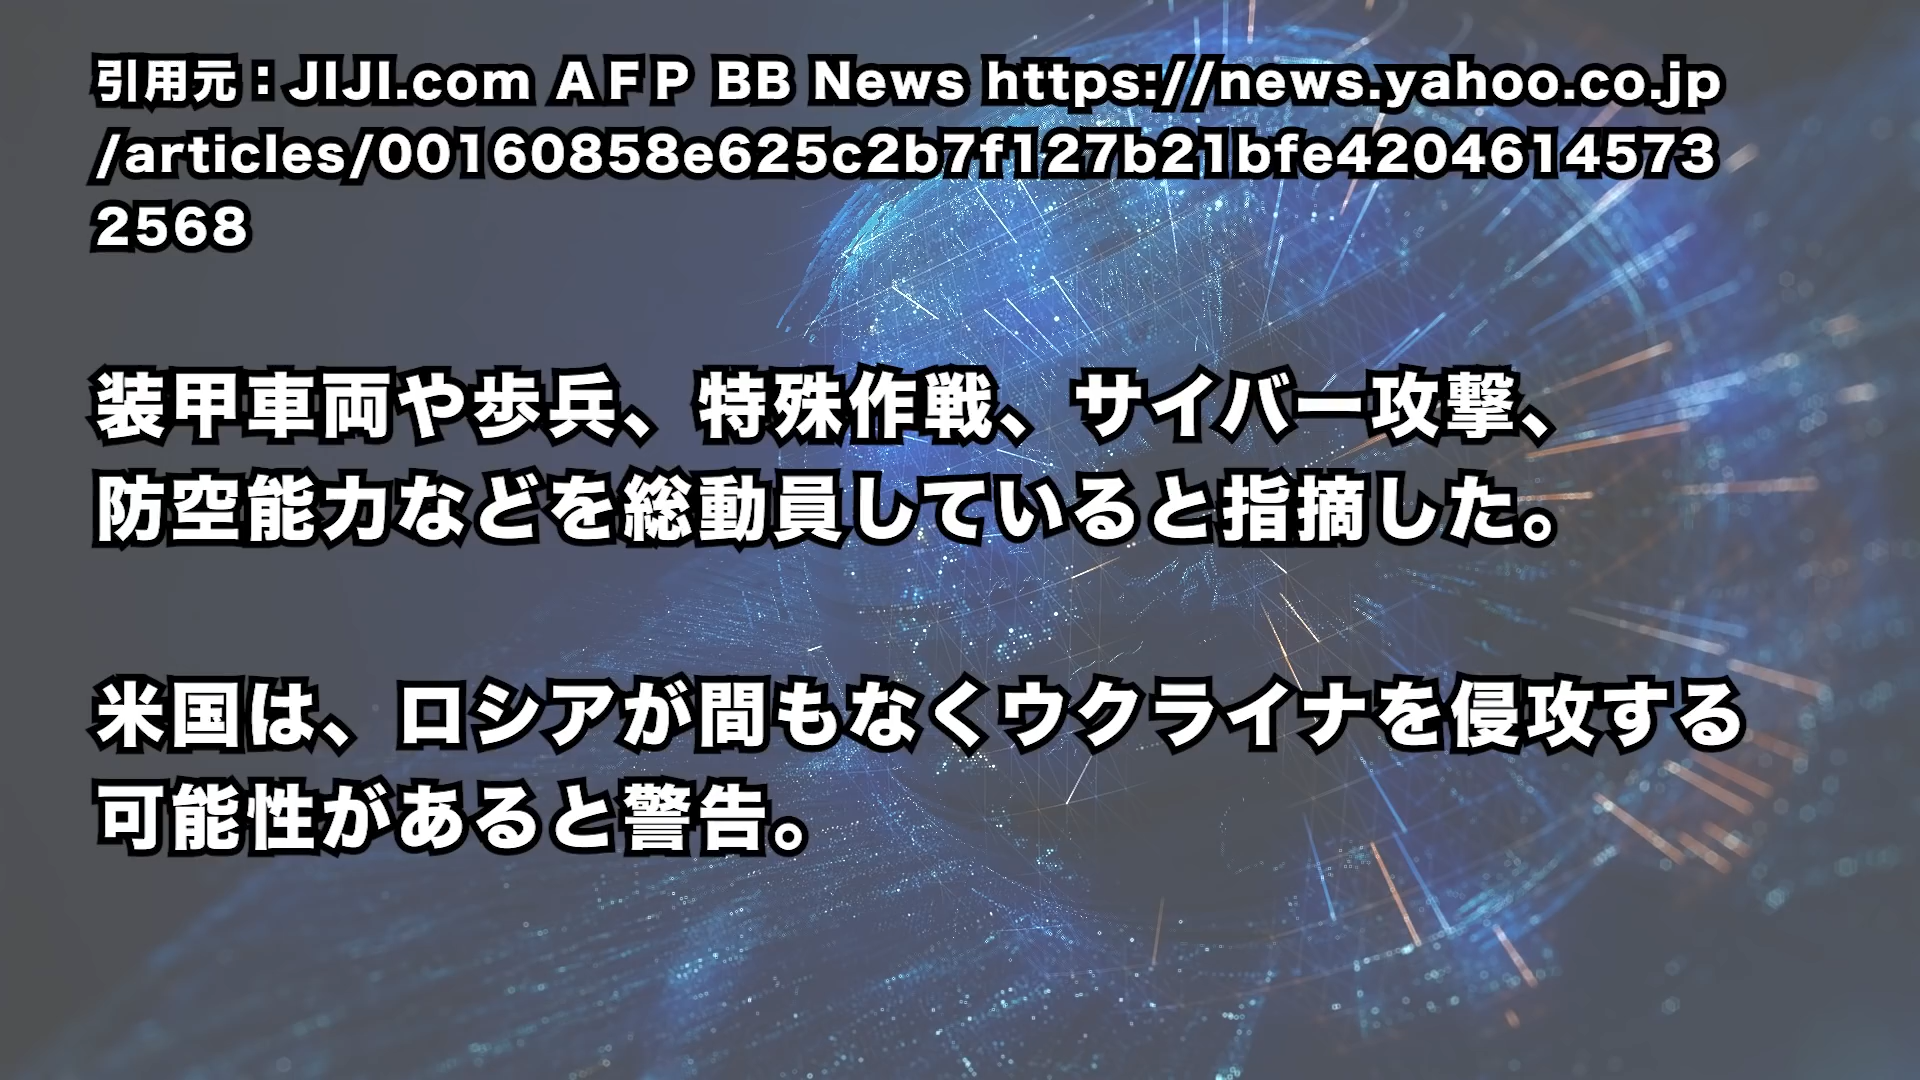 引用元：JIJI.com ＡＦＰ BB News https://news.yahoo.co.jp
/articles/00160858e625c2b7f127b21bfe4204614573
2568
装甲車両や歩兵、特殊作戦、サイバー攻撃、
防空能力などを総動員していると指摘した。
米国は、ロシアが間もなくウクライナを侵攻する
可能性があると警告。